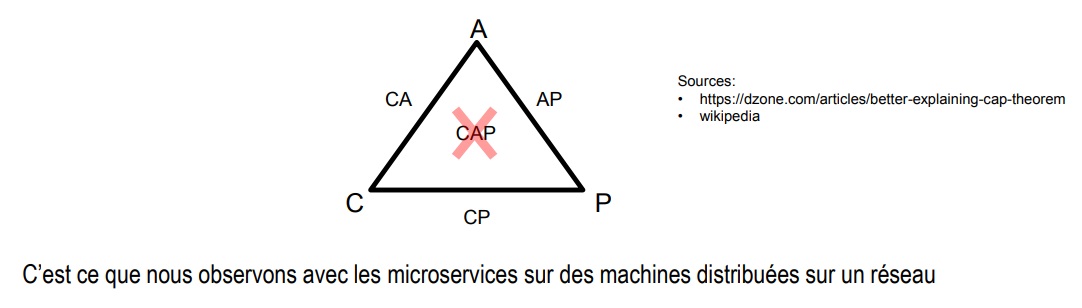 A
Sources:
CA
AP
• https://dzone.com/articles/better-explaining-cap-theorem
• wikipedia
CAP
C
P
CP
C’est ce que nous observons avec les microservices sur des machines distribuées sur un réseau